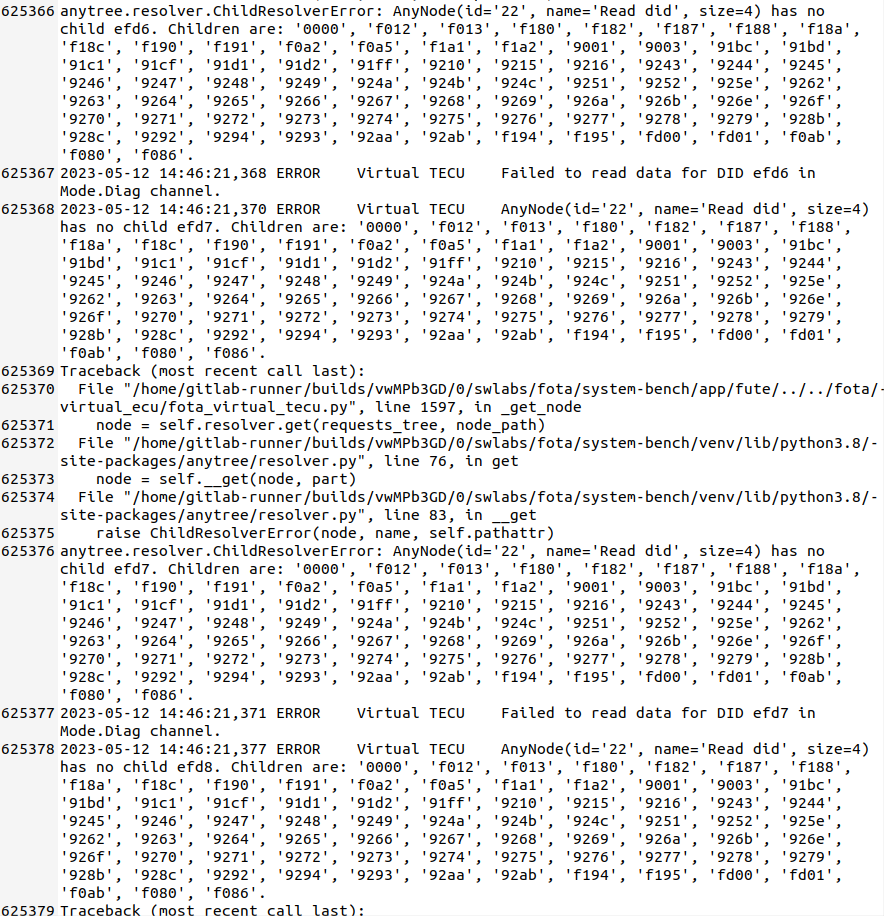 625366 anytree.resolver.ChildResolverError: AnyNode(id='22', name='Read did', size=4) has no
child efd6. Children are: '0000', 'f012', 'f013', 'f180', 'f182', 'f187', 'f188', 'f18a',
'f18c', 'f190', 'f191', 'f0a2', 'f0a5', 'f1a1', 'f1a2', '9001', '9003', '91bc', '91bd',
'91c1', '91cf', '91d1', '91d2', '91ff', '9210', '9215', '9216', '9243', '9244', '9245',
'9246', '9247', '9248', '9249', '924a', '924b', '924c', '9251', '9252', '925e', '9262',
'9263', '9264', '9265', '9266', '9267', '9268', '9269', '926a', '926b', '926e', '926f',
'9270', '9271', '9272', '9273', '9274', '9275', '9276', '9277', '9278', '9279', '928b',
'928c', '9292', '9294', '9293', '92aa', '92ab', 'f194', 'f195', 'fd00', 'fd01', 'f0ab',
'f080', 'f086'.
625367 2023-05-12 14:46:21,368 ERROR    Virtual TECU    Failed to read data for DID efd6 in
Mode.Diag channel.
625368 2023-05-12 14:46:21,370 ERROR    Virtual TECU    AnyNode(id='22', name='Read did', size=4)
has no child efd7. Children are: '0000', 'f012', 'f013', 'f180', 'f182', 'f187', 'f188',
'f18a', 'f18c', 'f190', 'f191', 'f0a2', 'f0a5', 'f1a1', 'f1a2', '9001', '9003', '91bc',
'91bd', '91c1', '91cf', '91d1', '91d2', '91ff', '9210', '9215', '9216', '9243', '9244',
'9245', '9246', '9247', '9248', '9249', '924a', '924b', '924c', '9251', '9252', '925e',
'9262', '9263', '9264', '9265', '9266', '9267', '9268', '9269', '926a', '926b', '926e',
'926f', '9270', '9271', '9272', '9273', '9274', '9275', '9276', '9277', '9278', '9279',
'928b', '928c', '9292', '9294', '9293', '92aa', '92ab', 'f194', 'f195', 'fd00', 'fd01',
'f0ab', 'f080', 'f086'.
625369 Traceback (most recent call last):
625370   File "/home/gitlab-runner/builds/vwMPb3GD/0/swlabs/fota/system-bench/app/fute/../../fota/-
virtual_ecu/fota_virtual_tecu.py", line 1597, in _get_node
625371     node = self.resolver.get(requests_tree, node_path)
625372   File "/home/gitlab-runner/builds/vwMPb3GD/0/swlabs/fota/system-bench/venv/lib/python3.8/-
site-packages/anytree/resolver.py", line 76, in get
625373     node = self.__get(node, part)
625374   File "/home/gitlab-runner/builds/vwMPb3GD/0/swlabs/fota/system-bench/venv/lib/python3.8/-
site-packages/anytree/resolver.py", line 83, in __get
625375     raise ChildResolverError(node, name, self.pathattr)
625376 anytree.resolver.ChildResolverError: AnyNode(id='22', name='Read did', size=4) has no
child efd7. Children are: '0000', 'f012', 'f013', 'f180', 'f182', 'f187', 'f188', 'f18a',
'f18c', 'f190', 'f191', 'f0a2', 'f0a5', 'f1a1', 'f1a2', '9001', '9003', '91bc', '91bd',
'91c1', '91cf', '91d1', '91d2', '91ff', '9210', '9215', '9216', '9243', '9244', '9245',
'9246', '9247', '9248', '9249', '924a', '924b', '924c', '9251', '9252', '925e', '9262',
'9263', '9264', '9265', '9266', '9267', '9268', '9269', '926a', '926b', '926e', '926f',
'9270', '9271', '9272', '9273', '9274', '9275', '9276', '9277', '9278', '9279', '928b',
'928c', '9292', '9294', '9293', '92aa', '92ab', 'f194', 'f195', 'fd00', 'fd01', 'f0ab',
'f080', 'f086'.
625377 2023-05-12 14:46:21,371 ERROR    Virtual TECU    Failed to read data for DID efd7 in
Mode.Diag channel.
625378 2023-05-12 14:46:21,377 ERROR    Virtual TECU    AnyNode(id='22', name='Read did', size=4)
has no child efd8. Children are: '0000', 'f012', 'f013', 'f180', 'f182', 'f187', 'f188',
'f18a', 'f18c', 'f190', 'f191', 'f0a2', 'f0a5', 'f1a1', 'f1a2', '9001', '9003', '91bc',
'91bd', '91c1', '91cf', '91d1', '91d2', '91ff', '9210', '9215', '9216', '9243', '9244',
'9245', '9246', '9247', '9248', '9249', '924a', '924b', '924c', '9251', '9252', '925e',
'9262', '9263', '9264', '9265', '9266', '9267', '9268', '9269', '926a', '926b', '926e',
'926f', '9270', '9271', '9272', '9273', '9274', '9275', '9276', '9277', '9278', '9279',
'928b', '928c', '9292', '9294', '9293', '92aa', '92ab', 'f194', 'f195', 'fd00', 'fd01',
'f0ab', 'f080', 'f086'.
625379 Traceback (most recent call last):